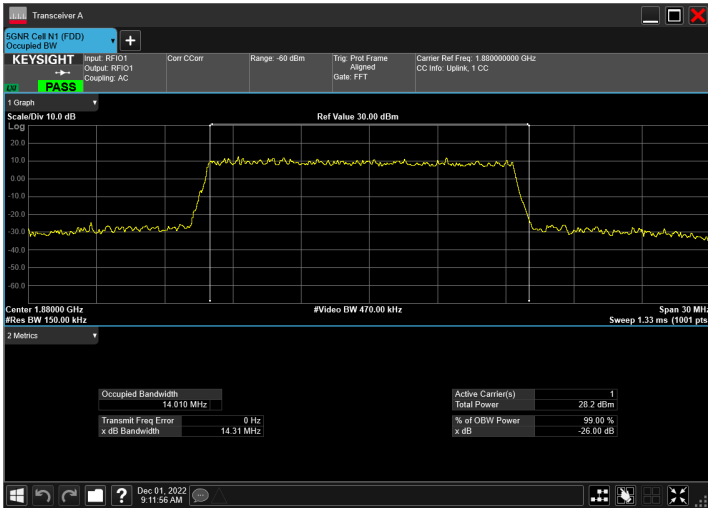 Transceiver A
5GNR Cell N1 (FDD)
Occupied BW
KEYSIGHT
PASS
Input: RFIO1
Output: RFIO1
Coupling: AC
Corr CCorr
Range: -60 dBm
Trig: Prot Frame
Aligned
Gate: FFT
Carrier Ref Freq: 1.880000000 GHz
CC Info: Uplink, 1 CC
1 Graph
Scale/Div 10.0 dB
Ref Value 30.00 dBm
Log
20.0
10.0
0.00
-10.0
-20.0
-30.0
-40.0
-50.0
-60.0
Center 1.88000 GHz
#Video BW 470.00 kHz
Span 30 MHz
#Res BW 150.00 kHz
Sweep 1.33 ms (1001 pts
2 Metrics
Occupied Bandwidth
14.010 MHz
Transmit Freq Error 0 Hz
x dB Bandwidth 14.31 MHz
Active Carrier(s) 1
Total Power 28.2 dBm
% of OBW Power 99.00 %
x dB -26.00 dB
?
Dec 01, 2022
9:11:56 AM